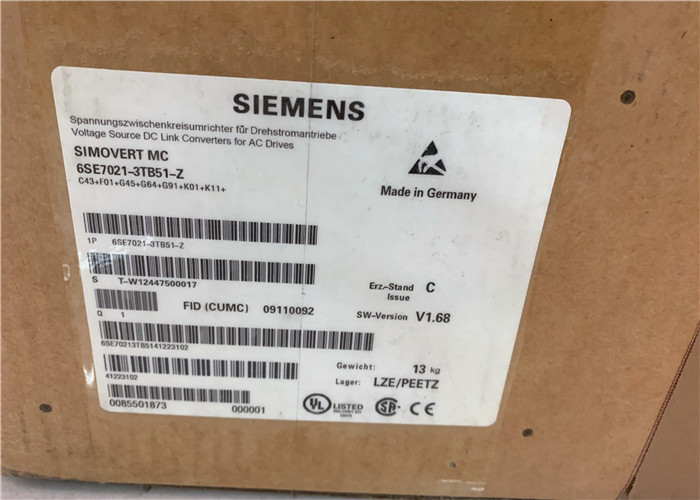 SIEMENS
Spannungszwischenkreisumrichter für Drehstromantriebe
Voltage Source DC Link Converters for AC Drives
SIMOVERT MC
6SE7021-3TB51-Z
C43+F01+G45+G64+G91+K01+K11+
Made in Germany
1P 6SE7021-3TB51-Z
S T-W12447500017
Erz.-Stand C
Issue
Q 1
FID (CUMC) 09110092
SW-Version V1.68
6SE70213TB5141223102
Gewicht: 13 kg
41223102
Lager: LZE/PEETZ
0085501873 000001
UL LISTED
SA CE